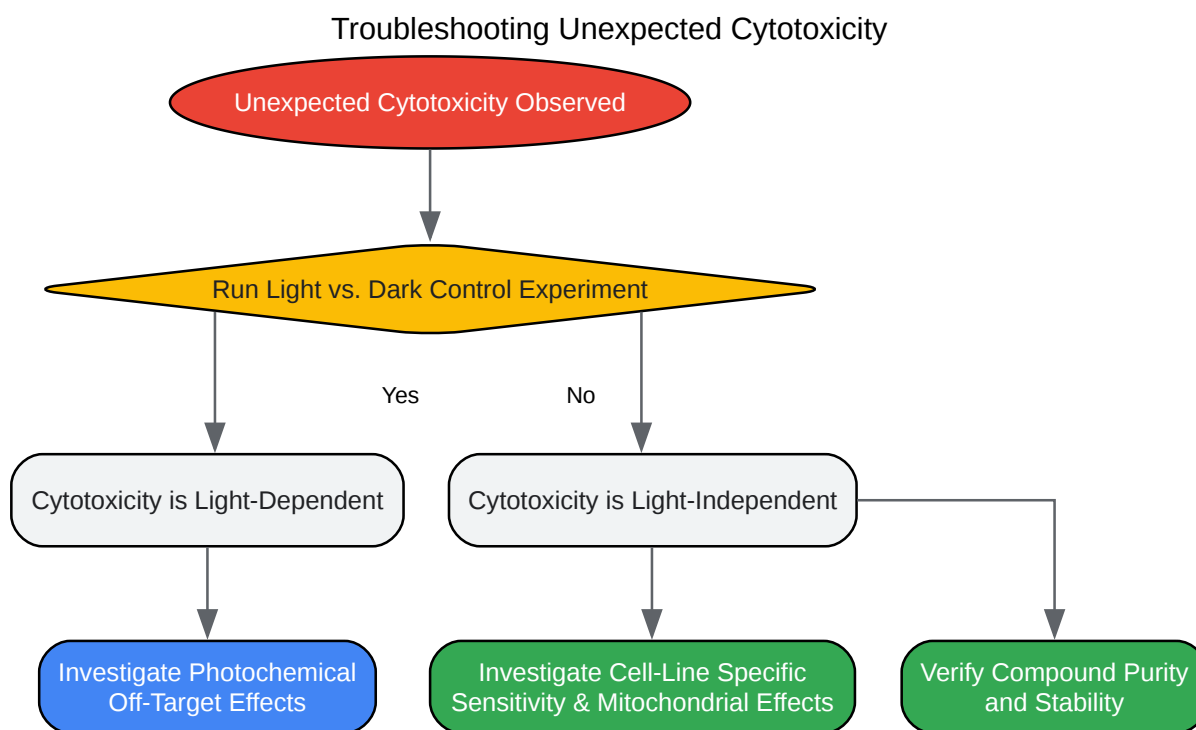 Troubleshooting Unexpected Cytotoxicity
Unexpected Cytotoxicity Observed
Run Light vs. Dark Control Experiment
Yes
No
Cytotoxicity is Light-Dependent
Cytotoxicity is Light-Independent
Investigate Photochemical
Off-Target Effects
Investigate Cell-Line Specific
Sensitivity & Mitochondrial Effects
Verify Compound Purity
and Stability